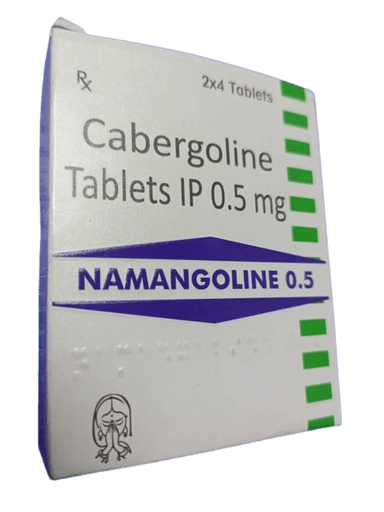 Rx
2x4 Tablets
Cabergoline
Tablets IP 0.5 mg
NAMANGOLINE 0.5